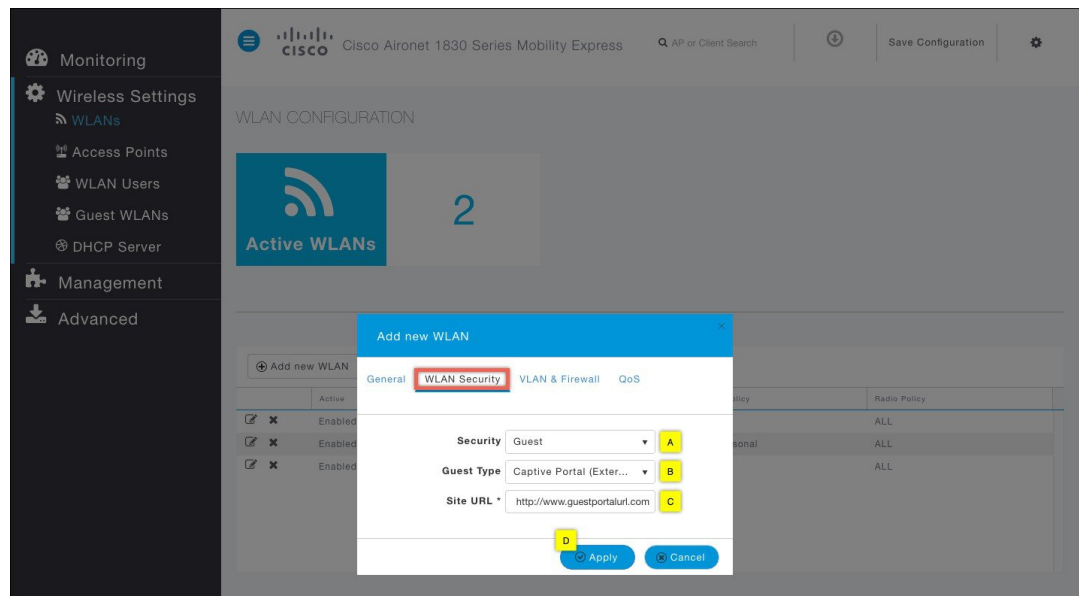 Monitoring
Wireless Settings
WLANs
Access Points
WLAN Users
Guest WLANs
DHCP Server
Management
Advanced
CISCO
Cisco Aironet 1830 Series Mobility Express
AP or Client Search
Save Configuration
WLAN CONFIGURATION
Active WLANs
2
Add new WLAN
Active
Radio Policy
Enabled
ALL
Enabled
sonal
ALL
Enabled
ALL
Add new WLAN
General WLAN Security VLAN & Firewall QoS
Security Guest A
Guest Type Captive Portal (Exter... B
Site URL * http://www.guestportalurl.com C
D
Apply
Cancel